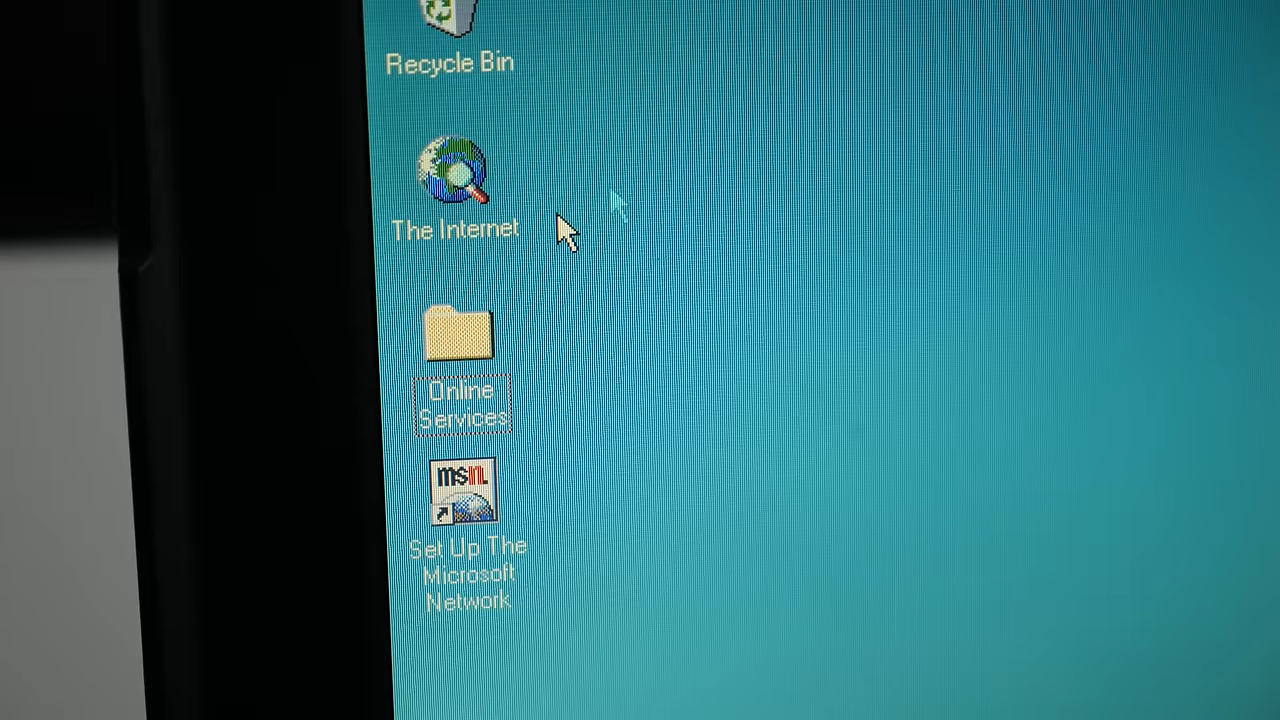 Recycle Bin
The Internet
Online
Services
msn.
Set Up The
Microsoft
Network